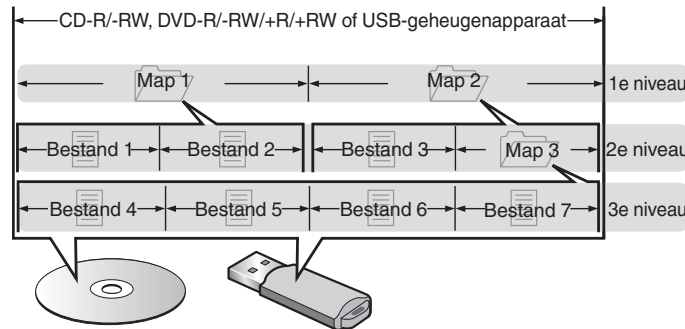 CD-R/-RW, DVD-R/-RW/+R/+RW of USB-geheugenapparaat
Map 1 Map 2 1e niveau
Bestand 1 Bestand 2 Bestand 3 Map 3 2e niveau
Bestand 4 Bestand 5 Bestand 6 Bestand 7 3e niveau